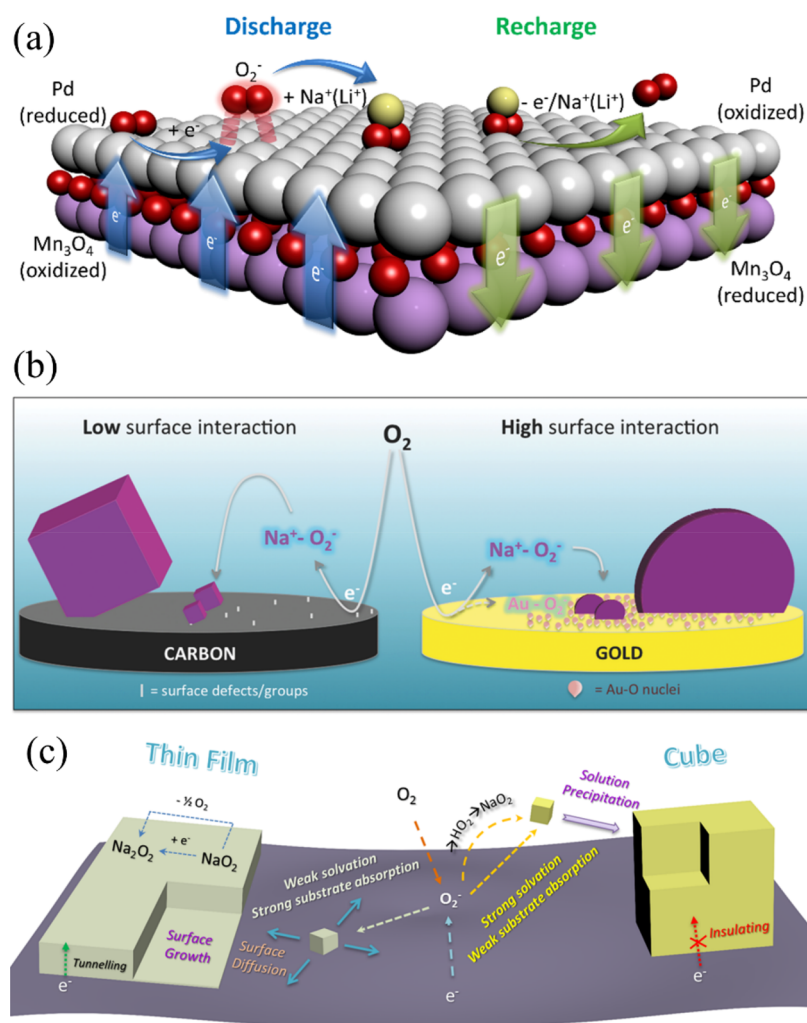 (a)
Discharge
Recharge
O₂⁻
Pd
(reduced)
+ e⁻
+ Na⁺(Li⁺)
- e⁻/Na⁺(Li⁺)
Pd
(oxidized)
e⁻
e⁻
e⁻
e⁻
e⁻
e⁻
Mn₃O₄
(oxidized)
Mn₃O₄
(reduced)
(b)
Low surface interaction
O₂
High surface interaction
Na⁺- O₂⁻
Na⁺- O₂⁻
e⁻
e⁻
Au - O₂
CARBON
GOLD
= surface defects/groups
= Au-O nuclei
(c)
Thin Film
Cube
- ½ O₂
+ e⁻
Na₂O₂
NaO₂
O₂
→HO₂→NaO₂
Solution
Precipitation
Weak solvation
Strong substrate absorption
O₂⁻
Strong solvation
Weak substrate absorption
Surface
Growth
Surface
Diffusion
Tunnelling
Insulating
e⁻
e⁻
e⁻